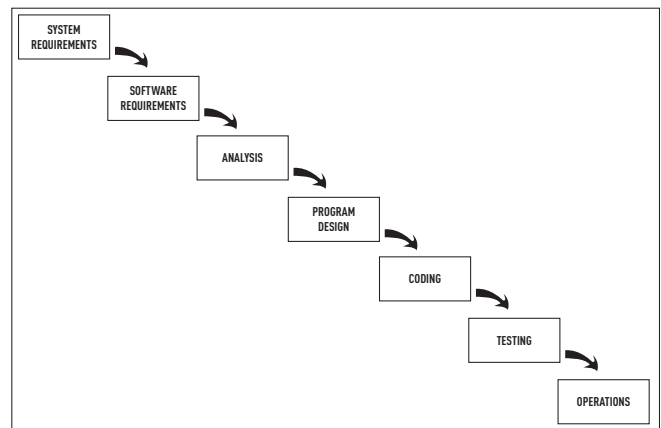 SYSTEM
REQUIREMENTS
SOFTWARE
REQUIREMENTS
ANALYSIS
PROGRAM
DESIGN
CODING
TESTING
OPERATIONS